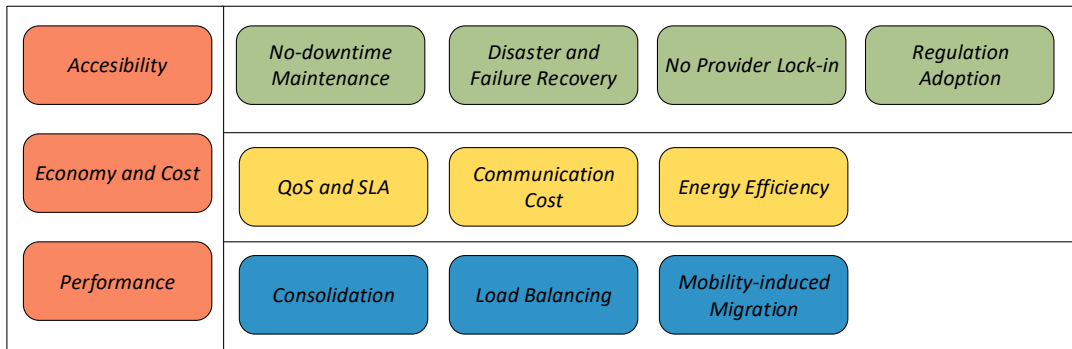 Accesibility
No-downtime
Maintenance
Disaster and
Failure Recovery
No Provider Lock-in
Regulation
Adoption
Economy and Cost
QoS and SLA
Communication
Cost
Energy Efficiency
Performance
Consolidation
Load Balancing
Mobility-induced
Migration